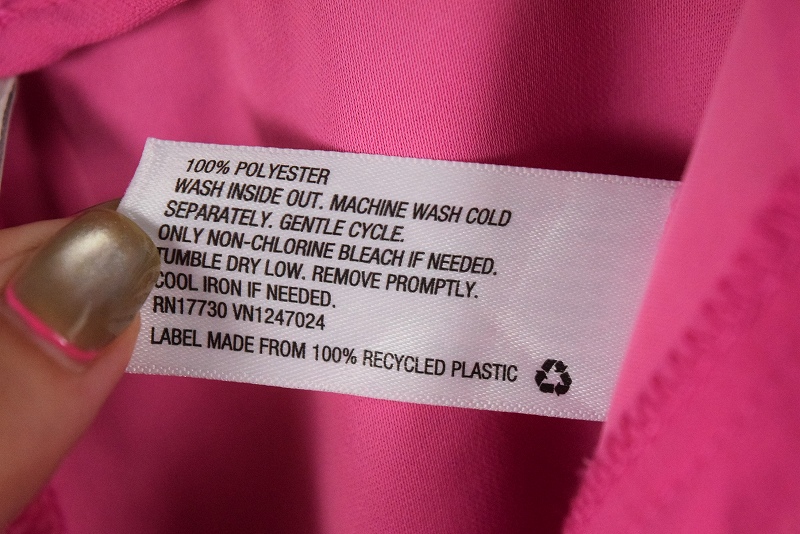 100% POLYESTER
WASH INSIDE OUT. MACHINE WASH COLD
SEPARATELY. GENTLE CYCLE.
ONLY NON-CHLORINE BLEACH IF NEEDED.
TUMBLE DRY LOW. REMOVE PROMPTLY.
COOL IRON IF NEEDED.
RN17730 VN1247024
LABEL MADE FROM 100% RECYCLED PLASTIC